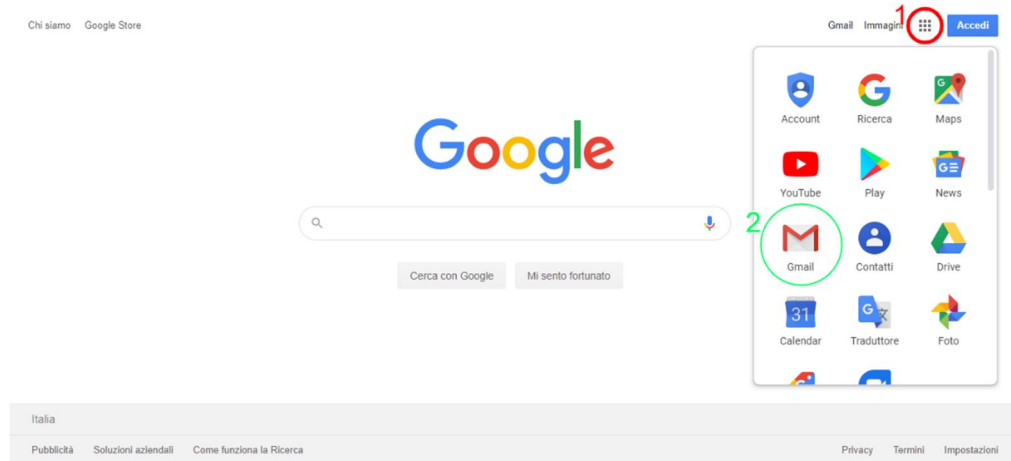 Chi siamo Google Store
Gmail Immagini 1 Accedi
Account Ricerca Maps
Google
YouTube Play News
2
Gmail Contatti Drive
Cerca con Google Mi sento fortunato
31
Calendar Traduttore Foto
Italia
Pubblicità Soluzioni aziendali Come funziona la Ricerca Privacy Termini Impostazioni